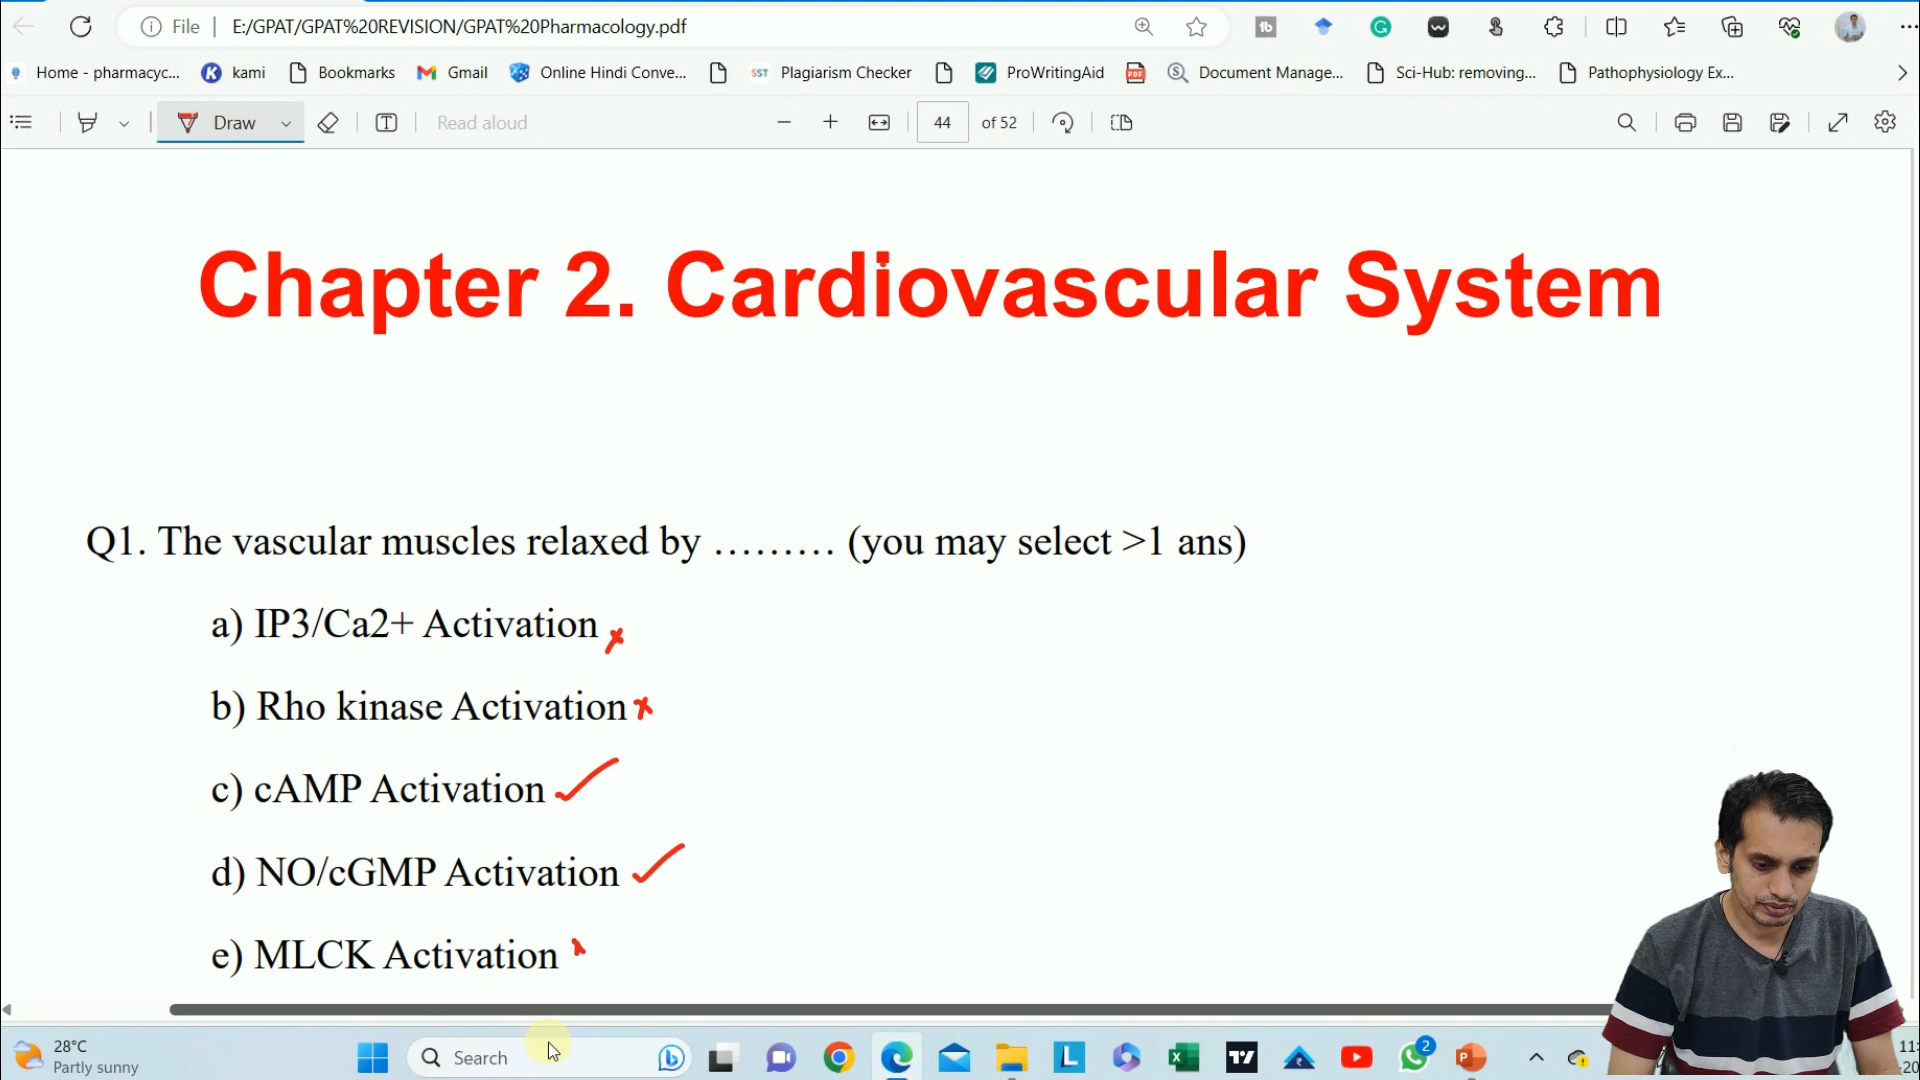 File
E:/GPAT/GPAT%20REVISION/GPAT%20Pharmacology.pdf
Home - pharmacyc... kami Bookmarks Gmail Online Hindi Conve... SST Plagiarism Checker ProWritingAid PDF Document Manage... Sci-Hub: removing... Pathophysiology Ex...
Draw Read aloud 44 of 52
Chapter 2. Cardiovascular System
Q1. The vascular muscles relaxed by ......... (you may select >1 ans)
a) IP3/Ca2+ Activation
b) Rho kinase Activation
c) cAMP Activation
d) NO/cGMP Activation
e) MLCK Activation
28°C
Partly sunny
Search
2